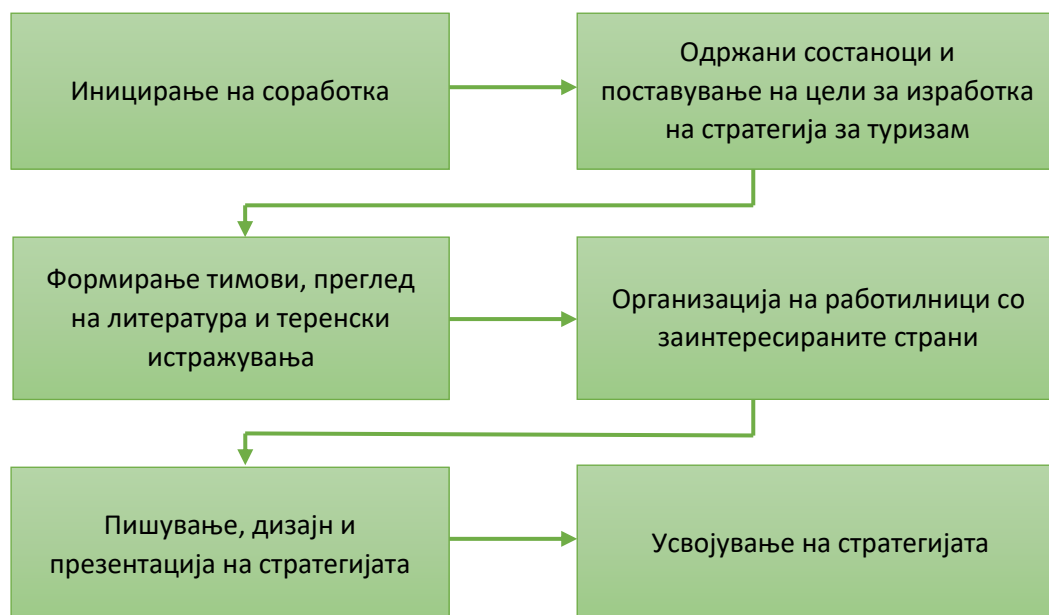 Иницирање на соработка
Одржани состаноци и
поставување на цели за изработка
на стратегија за туризам
Формирање тимови, преглед
на литература и теренски
истражувања
Организација на работилници со
заинтересираните страни
Пишување, дизајн и
презентација на стратегијата
Усвојување на стратегијата